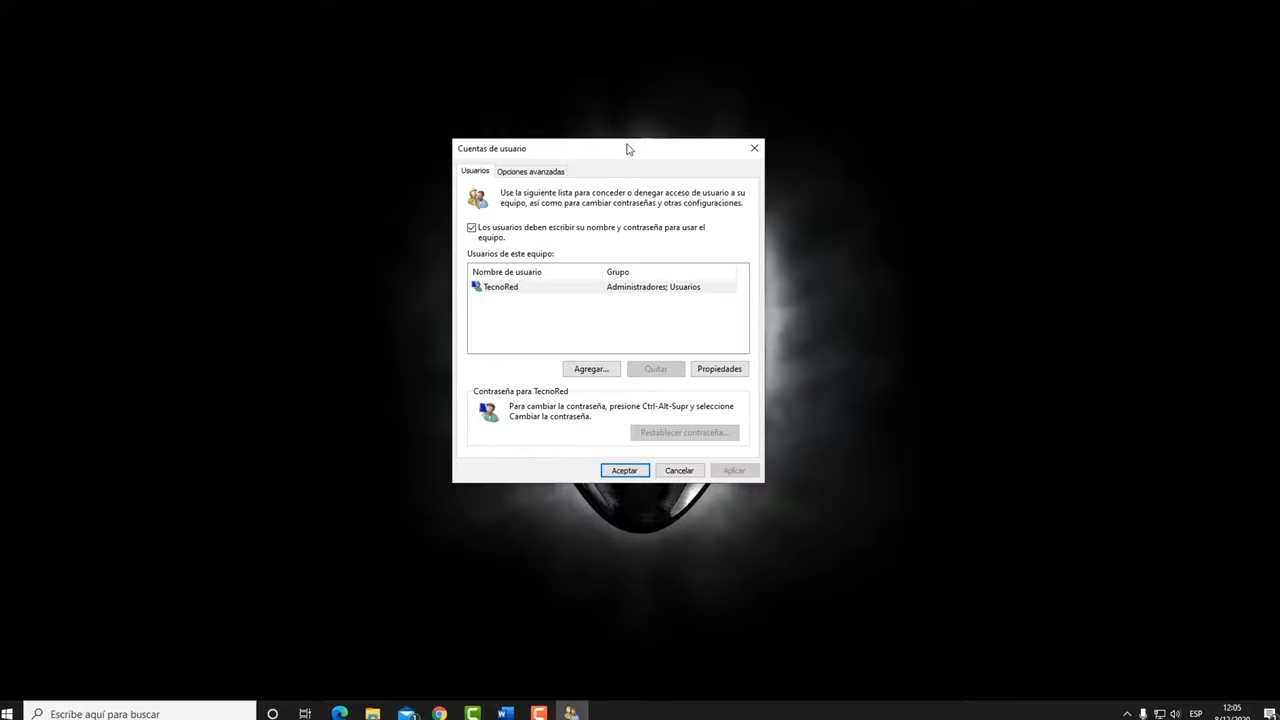 Cuentas de usuario
Usuarios
Opciones avanzadas
Use la siguiente lista para conceder o denegar acceso de usuario a su
equipo, así como para cambiar contraseñas y otras configuraciones.
Los usuarios deben escribir su nombre y contraseña para usar el
equipo.
Usuarios de este equipo:
Nombre de usuario Grupo
TecnoRed Administradores; Usuarios
Agregar... Quitar Propiedades
Contraseña para TecnoRed
Para cambiar la contraseña, presione Ctrl-Alt-Supr y seleccione
Cambiar la contraseña.
Restablecer contraseña...
Aceptar Cancelar Aplicar
Escribe aquí para buscar
ESP
12:05